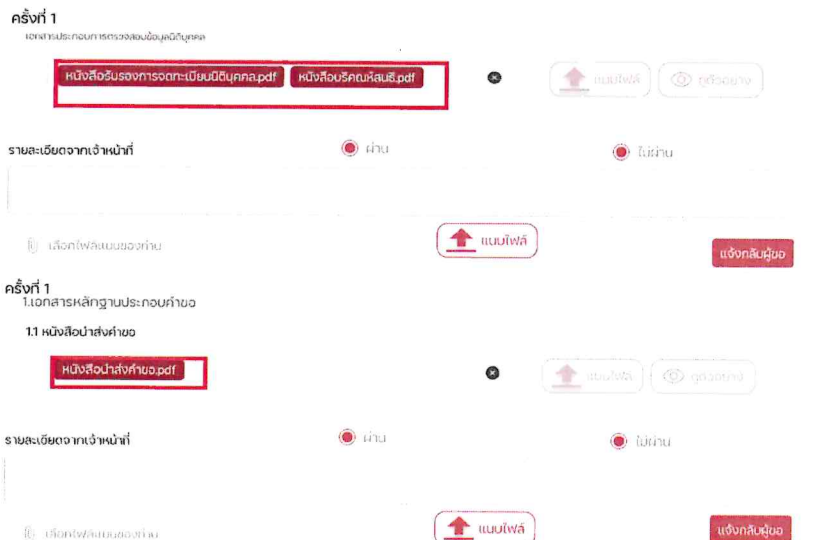 ครั้งที่ 1
เอกสารประกอบการตรวจสอบข้อมูลนิติบุคคล
หนังสือรับรองการจดทะเบียนนิติบุคคล.pdf หนังสือบริคณห์สนธิ.pdf แนบไฟล์ ดูตัวอย่าง
รายละเอียดจากเจ้าหน้าที่ ผ่าน ไม่ผ่าน
เลือกไฟล์แนบของท่าน แนบไฟล์ แจ้งกลับผู้ขอ
ครั้งที่ 1
1.เอกสารหลักฐานประกอบคำขอ
1.1 หนังสือนำส่งคำขอ
หนังสือนำส่งคำขอ.pdf แนบไฟล์ ดูตัวอย่าง
รายละเอียดจากเจ้าหน้าที่ ผ่าน ไม่ผ่าน
เลือกไฟล์แนบของท่าน แนบไฟล์ แจ้งกลับผู้ขอ